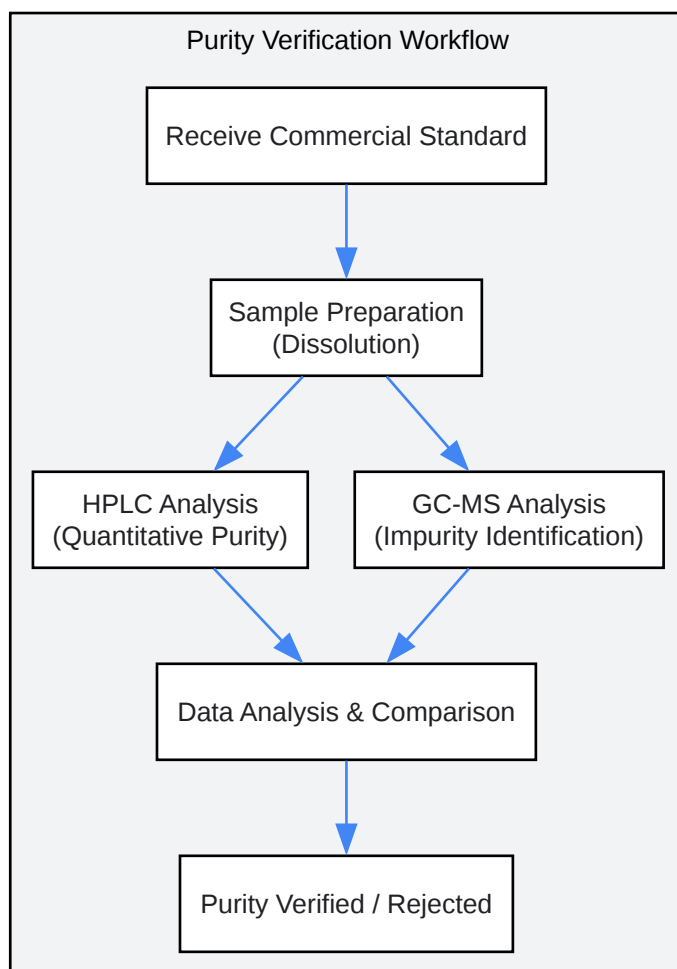 Purity Verification Workflow
Receive Commercial Standard
Sample Preparation
(Dissolution)
HPLC Analysis
(Quantitative Purity)
GC-MS Analysis
(Impurity Identification)
Data Analysis & Comparison
Purity Verified / Rejected